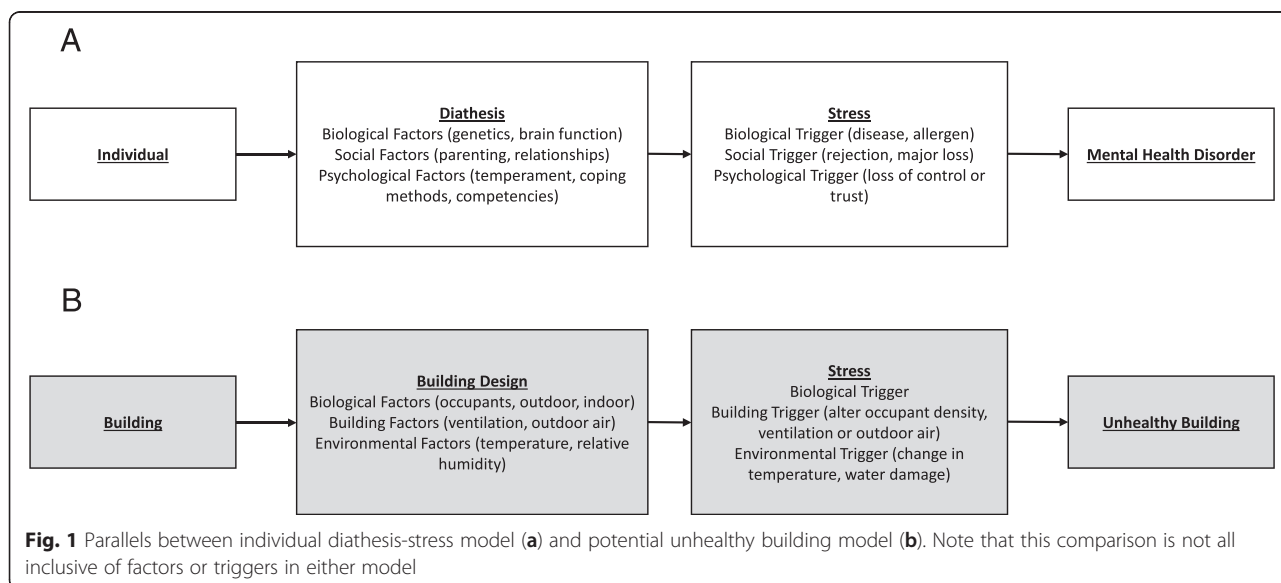 A
Individual
Diathesis
Biological Factors (genetics, brain function)
Social Factors (parenting, relationships)
Psychological Factors (temperament, coping
methods, competencies)
Stress
Biological Trigger (disease, allergen)
Social Trigger (rejection, major loss)
Psychological Trigger (loss of control or
trust)
Mental Health Disorder
B
Building
Building Design
Biological Factors (occupants, outdoor, indoor)
Building Factors (ventilation, outdoor air)
Environmental Factors (temperature, relative
humidity)
Stress
Biological Trigger
Building Trigger (alter occupant density,
ventilation or outdoor air)
Environmental Trigger (change in
temperature, water damage)
Unhealthy Building
Fig. 1 Parallels between individual diathesis-stress model (a) and potential unhealthy building model (b). Note that this comparison is not all
inclusive of factors or triggers in either model